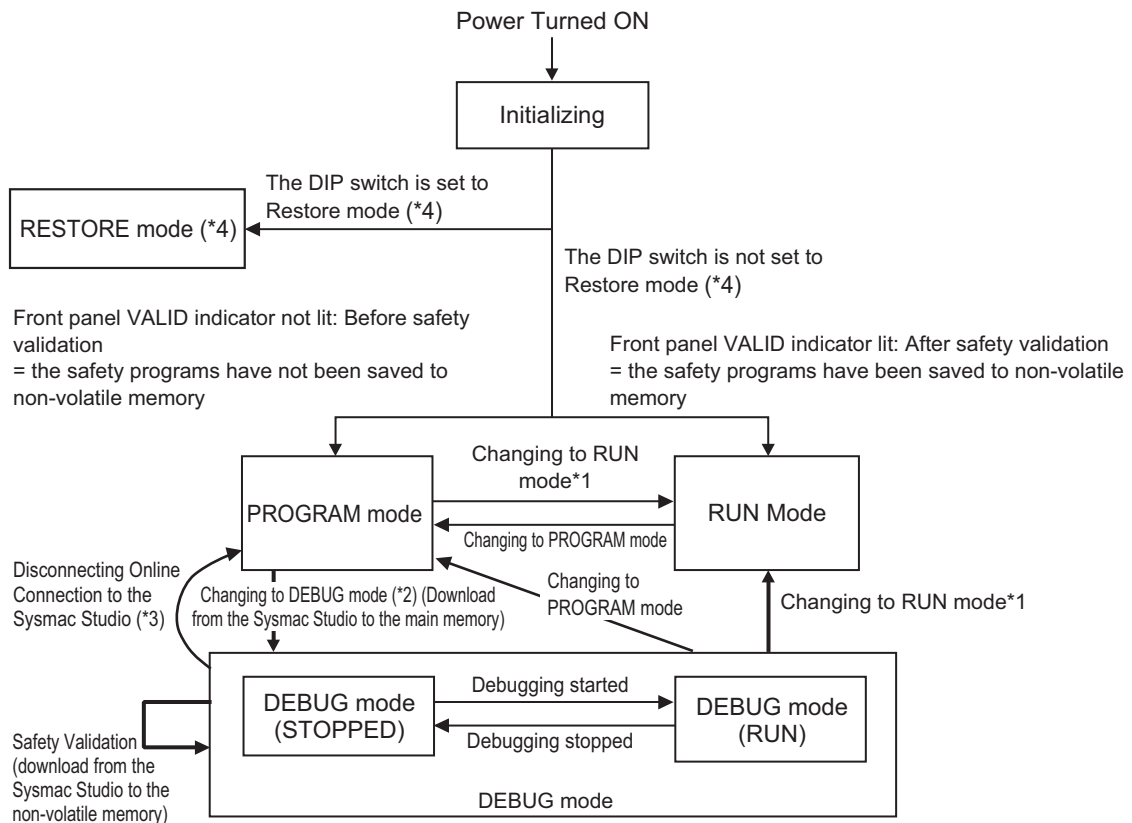 Power Turned ON
Initializing
The DIP switch is set to
Restore mode (*4)
RESTORE mode (*4)
The DIP switch is not set to
Restore mode (*4)
Front panel VALID indicator not lit: Before safety
validation
= the safety programs have not been saved to
non-volatile memory
Front panel VALID indicator lit: After safety validation
= the safety programs have been saved to non-volatile
memory
Changing to RUN
mode*1
PROGRAM mode
RUN Mode
Changing to PROGRAM mode
Disconnecting Online
Connection to the
Sysmac Studio (*3)
Changing to DEBUG mode (*2) (Download
from the Sysmac Studio to the main memory)
Changing to
PROGRAM mode
Changing to RUN mode*1
DEBUG mode
(STOPPED)
Debugging started
Debugging stopped
DEBUG mode
(RUN)
Safety Validation
(download from the
Sysmac Studio to the
non-volatile memory)
DEBUG mode